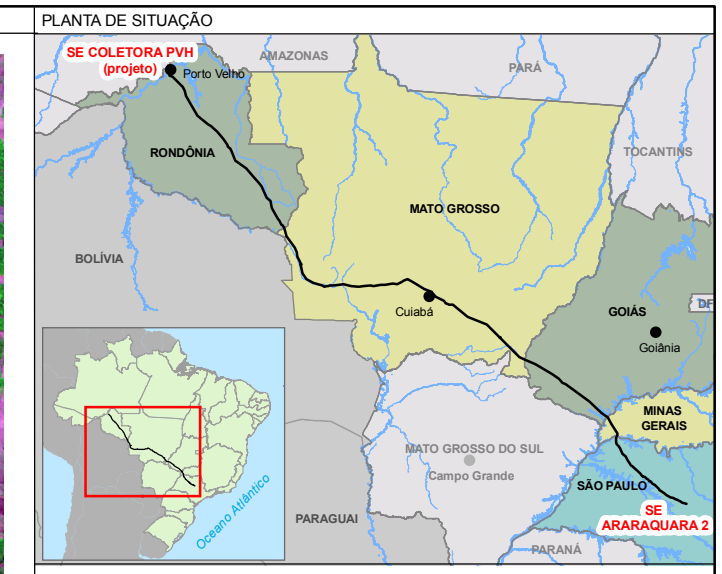 PLANTA DE SITUAÇÃO
SE COLETORA PVH
(projeto)
Porto Velho
AMAZONAS
PARÁ
TOCANTINS
RONDÔNIA
MATO GROSSO
BOLÍVIA
Cuiabá
GOIÁS
DF
Goiânia
MINAS
GERAIS
MATO GROSSO DO SUL
Campo Grande
SÃO PAULO
SE
ARARAQUARA 2
PARAGUAI
PARANÁ
Oceano Atlântico